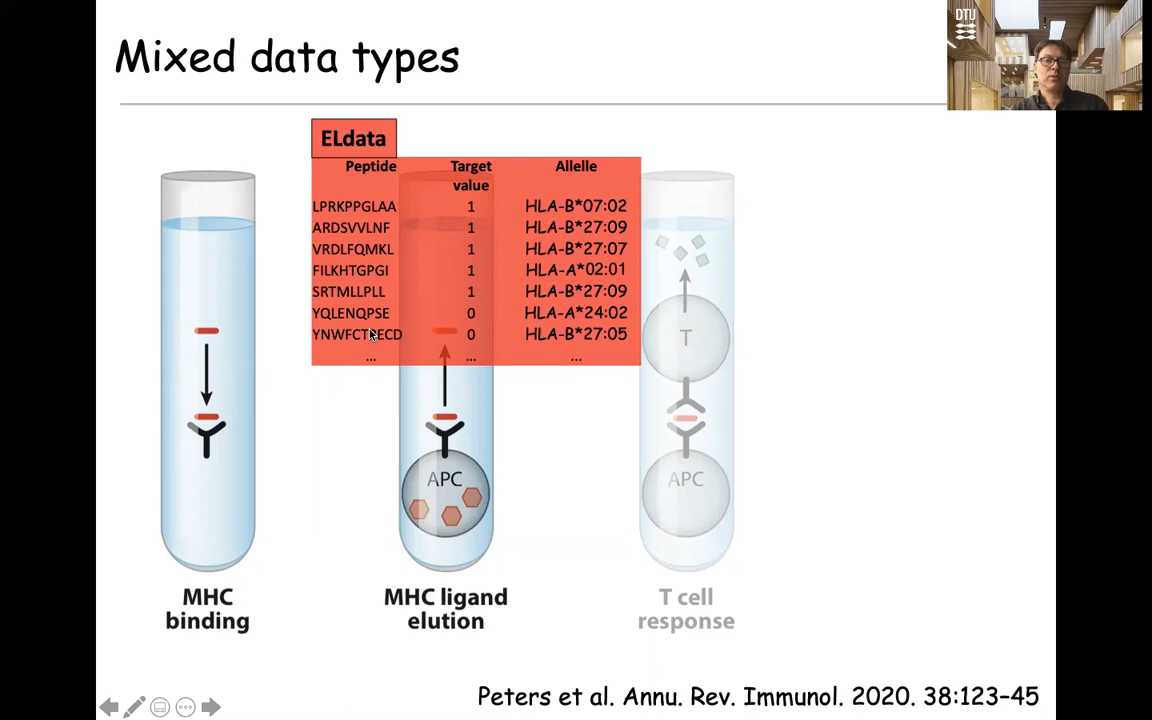 DTU
Mixed data types
ELdata
Peptide Target value Allelle
LPRKPPGLAA 1 HLA-B*07:02
ARDSVVLNF 1 HLA-B*27:09
VRDLFQMKL 1 HLA-B*27:07
FILKHTGPGI 1 HLA-A*02:01
SRTMLLPLL 1 HLA-B*27:09
YQLENQPSE 0 HLA-A*24:02
0 HLA-B*27:05
... ... ...
T
APC
APC
MHC binding
MHC ligand elution
T cell response
Peters et al. Annu. Rev. Immunol. 2020. 38:123–45